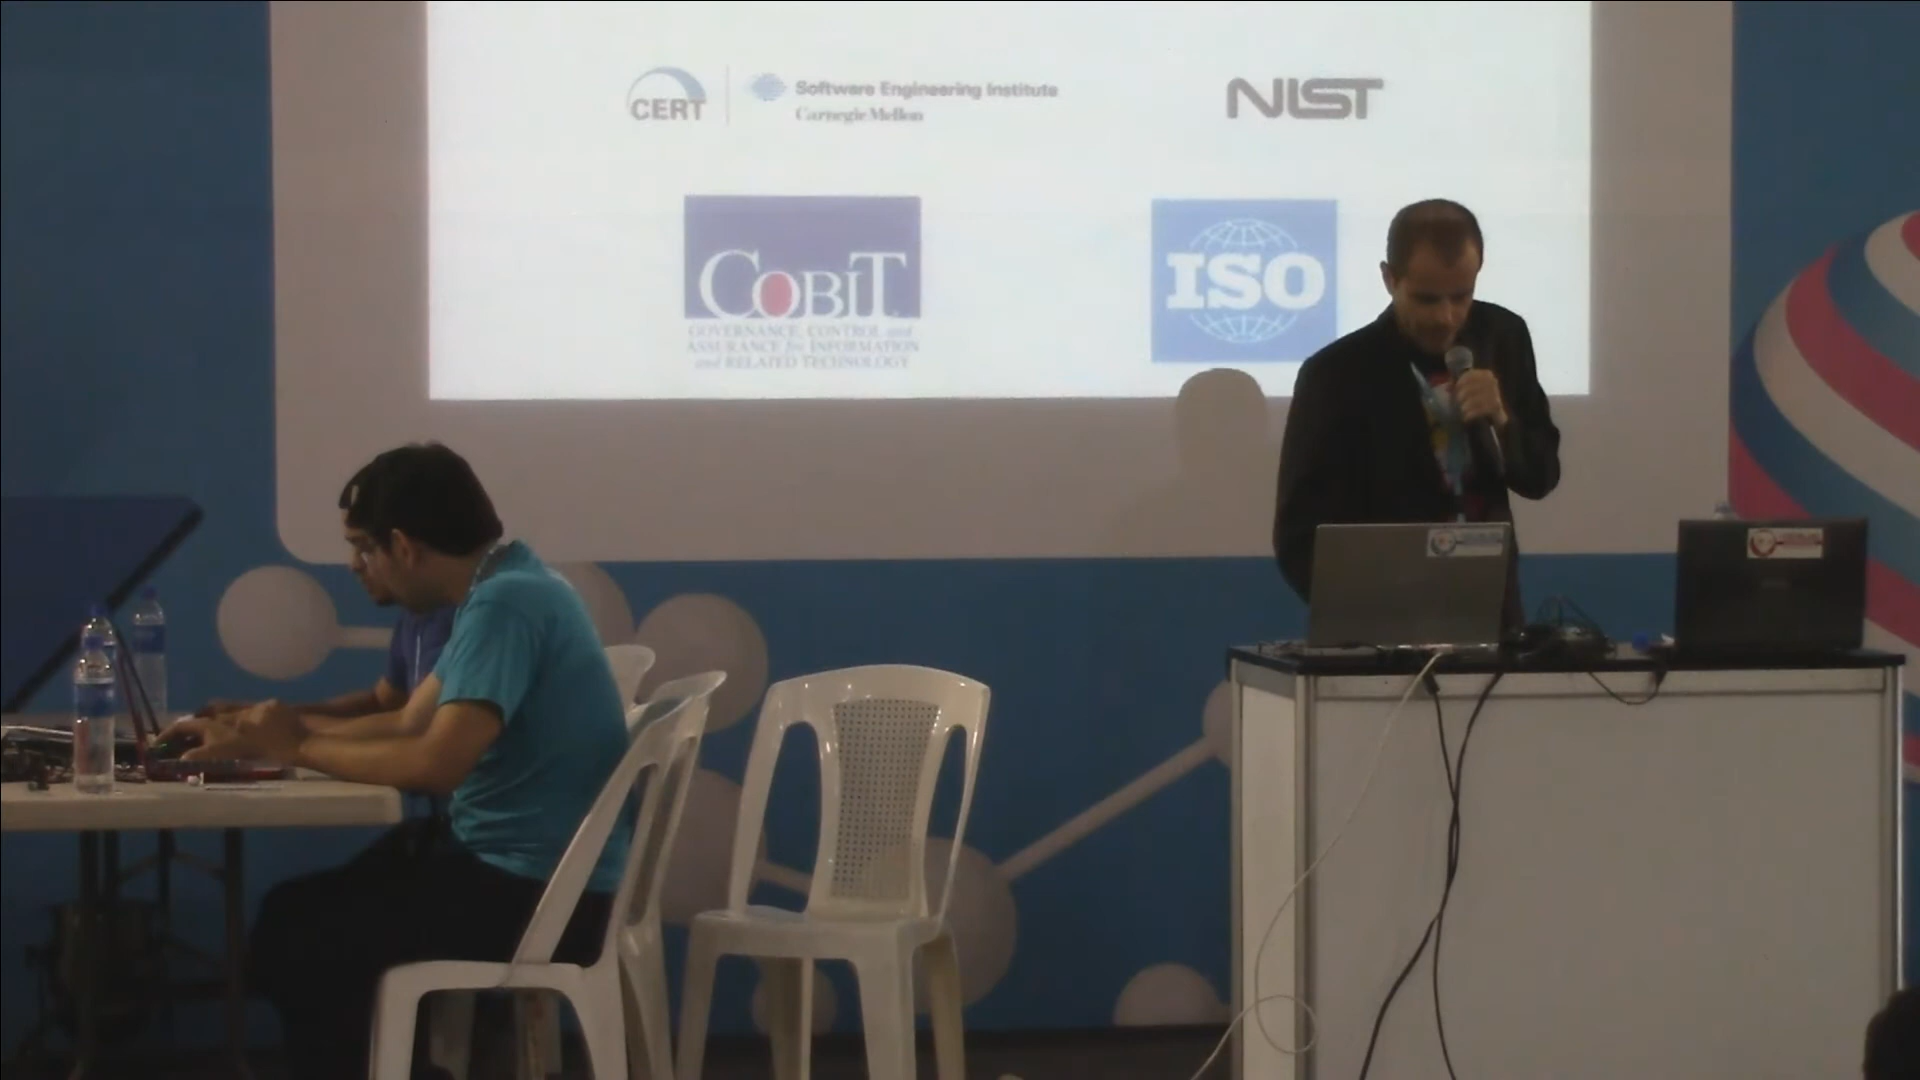 CERT
Software Engineering Institute
Carnegie Mellon
NIST
COBIT
GOVERNANCE, CONTROL and
ASSURANCE for INFORMATION
and RELATED TECHNOLOGY
ISO